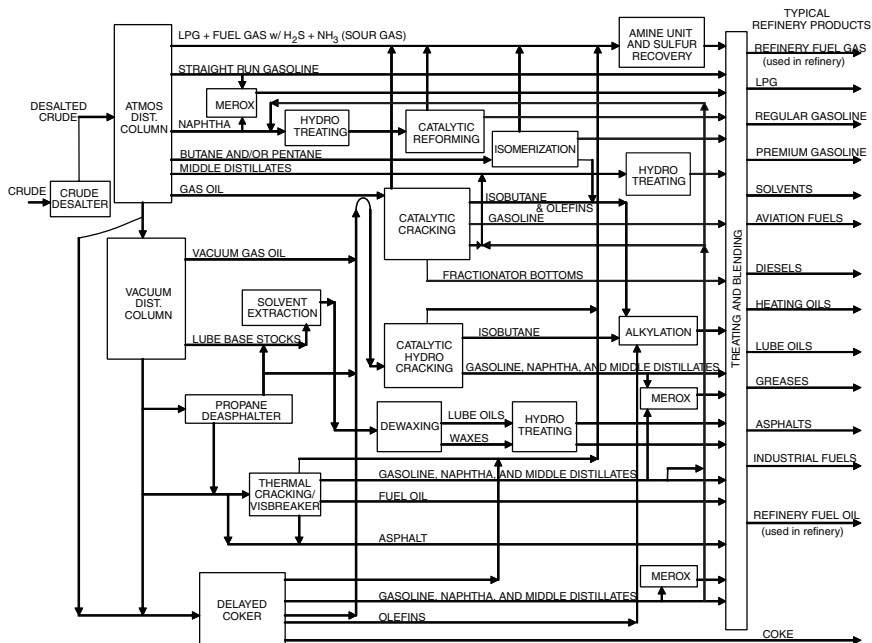 TYPICAL
REFINERY PRODUCTS
LPG + FUEL GAS w/ H2S + NH3 (SOUR GAS)
AMINE UNIT
AND SULFUR
RECOVERY
REFINERY FUEL GAS
(used in refinery)
STRAIGHT RUN GASOLINE
LPG
DESALTED
CRUDE
ATMOS
DIST.
COLUMN
MEROX
NAPHTHA
HYDRO
TREATING
CATALYTIC
REFORMING
REGULAR GASOLINE
ISOMERIZATION
BUTANE AND/OR PENTANE
MIDDLE DISTILLATES
HYDRO
TREATING
PREMIUM GASOLINE
CRUDE
CRUDE
DESALTER
GAS OIL
ISOBUTANE
& OLEFINS
SOLVENTS
CATALYTIC
CRACKING
GASOLINE
AVIATION FUELS
VACUUM GAS OIL
FRACTIONATOR BOTTOMS
DIESELS
VACUUM
DIST.
COLUMN
SOLVENT
EXTRACTION
TREATING AND BLENDING
HEATING OILS
LUBE BASE STOCKS
CATALYTIC
HYDRO
CRACKING
ISOBUTANE
ALKYLATION
LUBE OILS
GASOLINE, NAPHTHA, AND MIDDLE DISTILLATES
GREASES
MEROX
PROPANE
DEASPHALTER
DEWAXING
LUBE OILS
WAXES
HYDRO
TREATING
ASPHALTS
INDUSTRIAL FUELS
THERMAL
CRACKING/
VISBREAKER
GASOLINE, NAPHTHA, AND MIDDLE DISTILLATES
FUEL OIL
REFINERY FUEL OIL
(used in refinery)
ASPHALT
MEROX
DELAYED
COKER
GASOLINE, NAPHTHA, AND MIDDLE DISTILLATES
OLEFINS
COKE